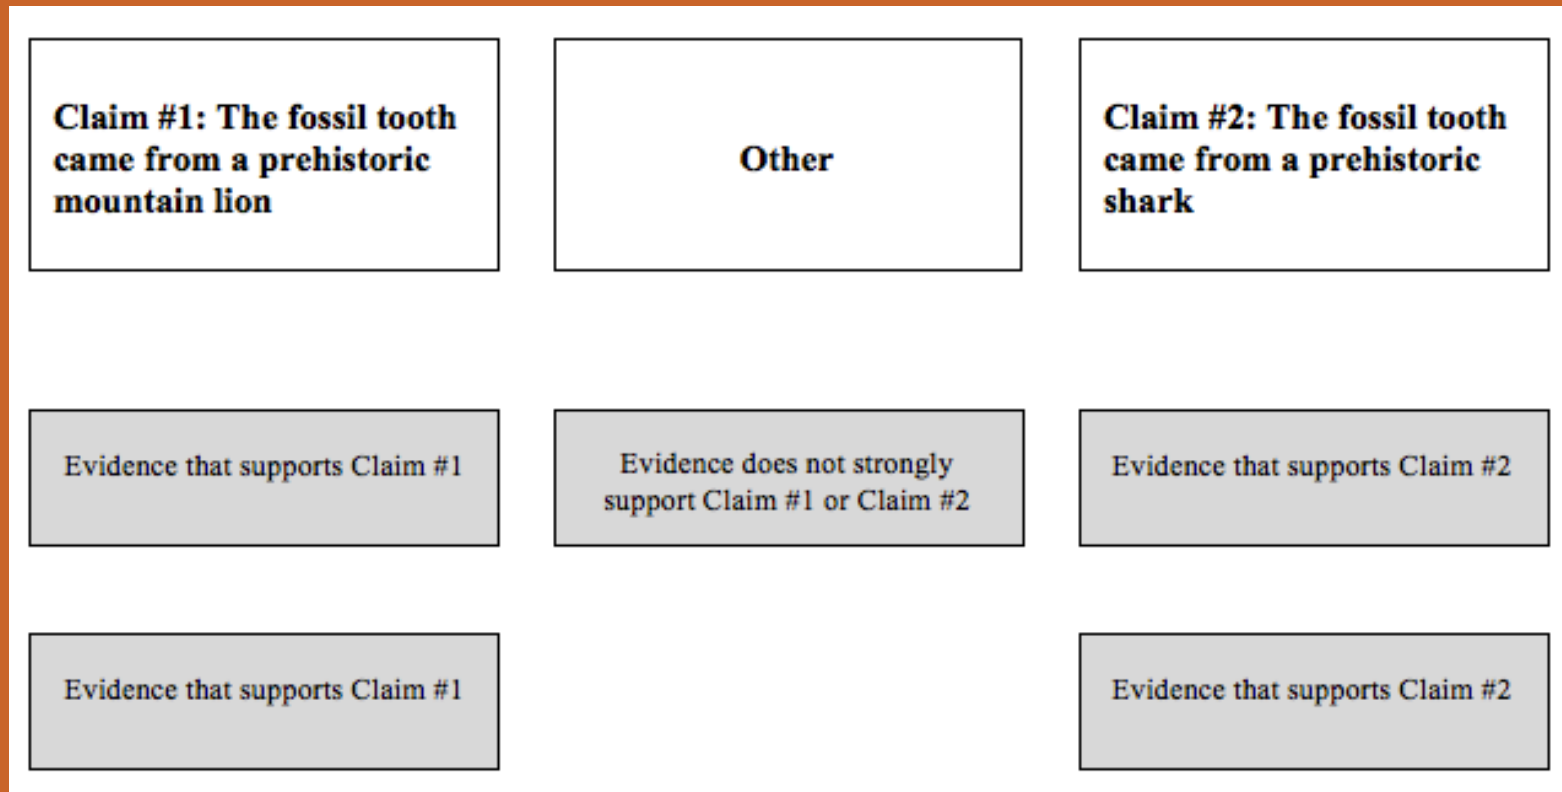 Claim #1: The fossil tooth
came from a prehistoric
mountain lion
Other
Claim #2: The fossil tooth
came from a prehistoric
shark
Evidence that supports Claim #1
Evidence does not strongly
support Claim #1 or Claim #2
Evidence that supports Claim #2
Evidence that supports Claim #1
Evidence that supports Claim #2